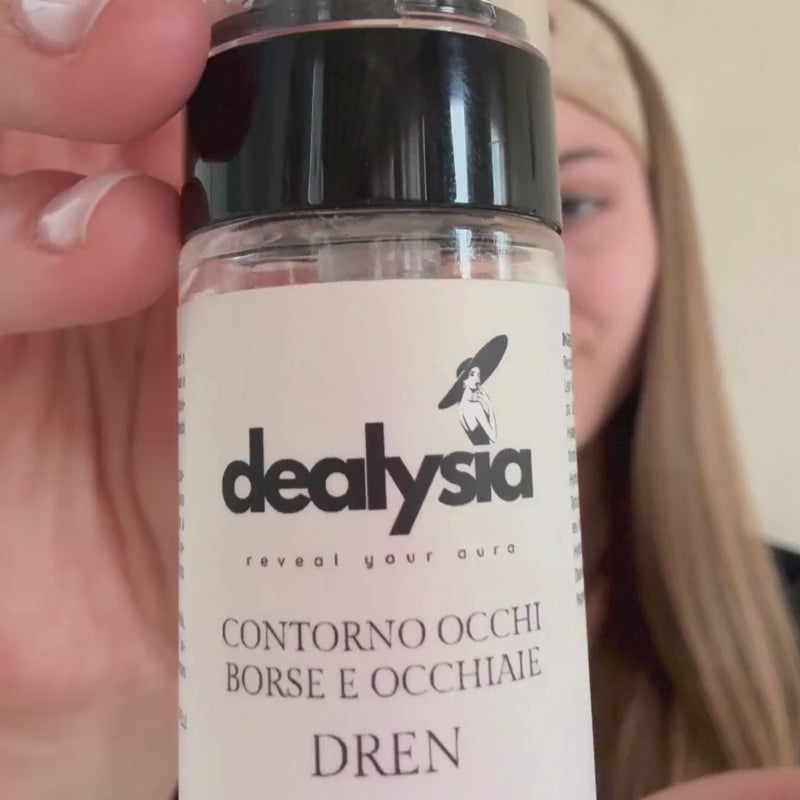 dealysia
reveal your aura
CONTORNO OCCHI
BORSE E OCCHIAIE
DREN